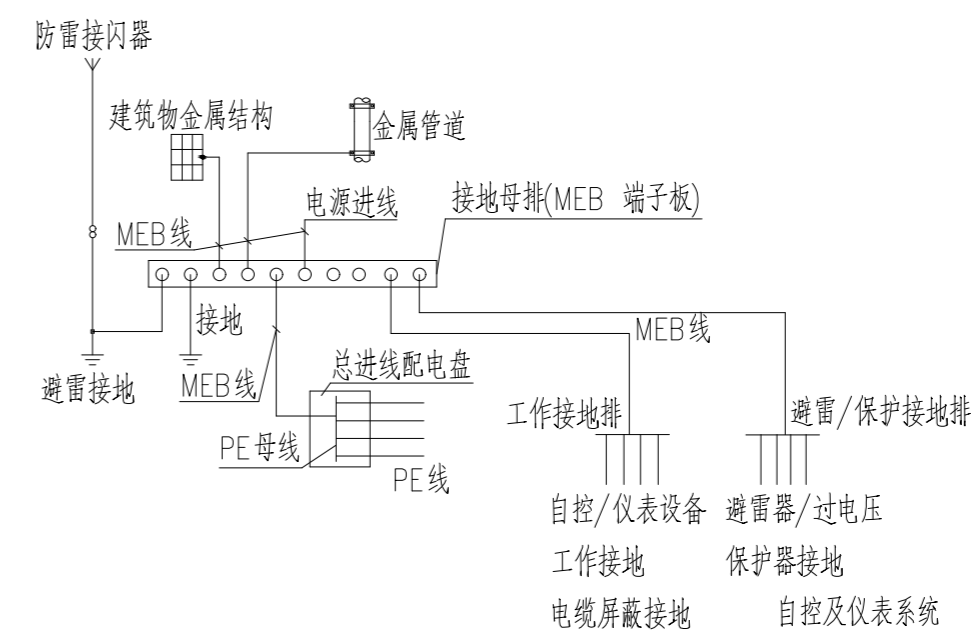 防雷接闪器
建筑物金属结构
金属管道
电源进线
接地母排(MEB 端子板)
MEB线
接地
MEB线
避雷接地
MEB线
总进线配电盘
PE母线
PE线
工作接地排
避雷/保护接地排
自控/仪表设备
避雷器/过电压
工作接地
保护器接地
电缆屏蔽接地
自控及仪表系统